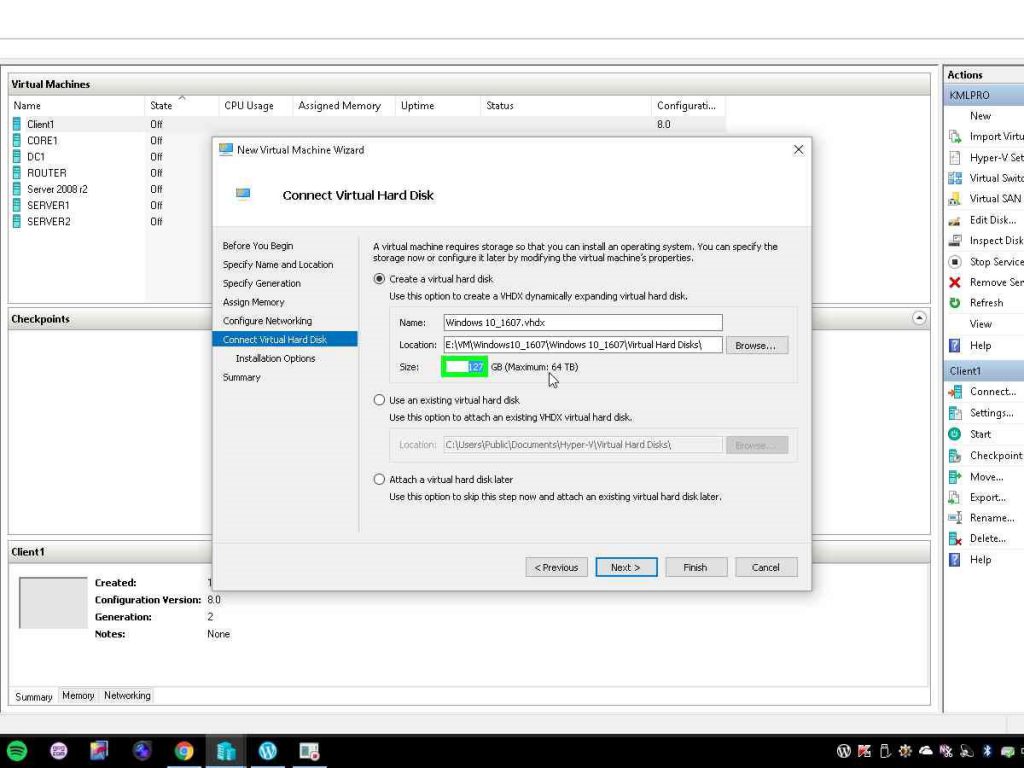 Virtual Machines
Name State CPU Usage Assigned Memory Uptime Status Configurati...
Client1 Off 8.0
CORE1 Off
DC1 Off
ROUTER Off
Server 2008 r2 Off
SERVER1 Off
SERVER2 Off
Checkpoints
Client1
Created: 1
Configuration Version: 8.0
Generation: 2
Notes: None
Summary Memory Networking
New Virtual Machine Wizard
Connect Virtual Hard Disk
Before You Begin
Specify Name and Location
Specify Generation
Assign Memory
Configure Networking
Connect Virtual Hard Disk
Installation Options
Summary
A virtual machine requires storage so that you can install an operating system. You can specify the
storage now or configure it later by modifying the virtual machine's properties.
Create a virtual hard disk
Use this option to create a VHDX dynamically expanding virtual hard disk.
Name: Windows 10_1607.vhdx
Location: E:\VM\Windows10_1607\Windows 10_1607\Virtual Hard Disks\ Browse...
Size: 127 GB (Maximum: 64 TB)
Use an existing virtual hard disk
Use this option to attach an existing VHDX virtual hard disk.
Location: C:\Users\Public\Documents\Hyper-V\Virtual Hard Disks\ Browse...
Attach a virtual hard disk later
Use this option to skip this step now and attach an existing virtual hard disk later.
< Previous Next > Finish Cancel
Actions
KMLPRO
New
Import Virtu
Hyper-V Set
Virtual Switc
Virtual SAN
Edit Disk...
Inspect Disk
Stop Service
Remove Ser
Refresh
View
Help
Client1
Connect...
Settings...
Start
Checkpoint
Move...
Export...
Rename...
Delete...
Help